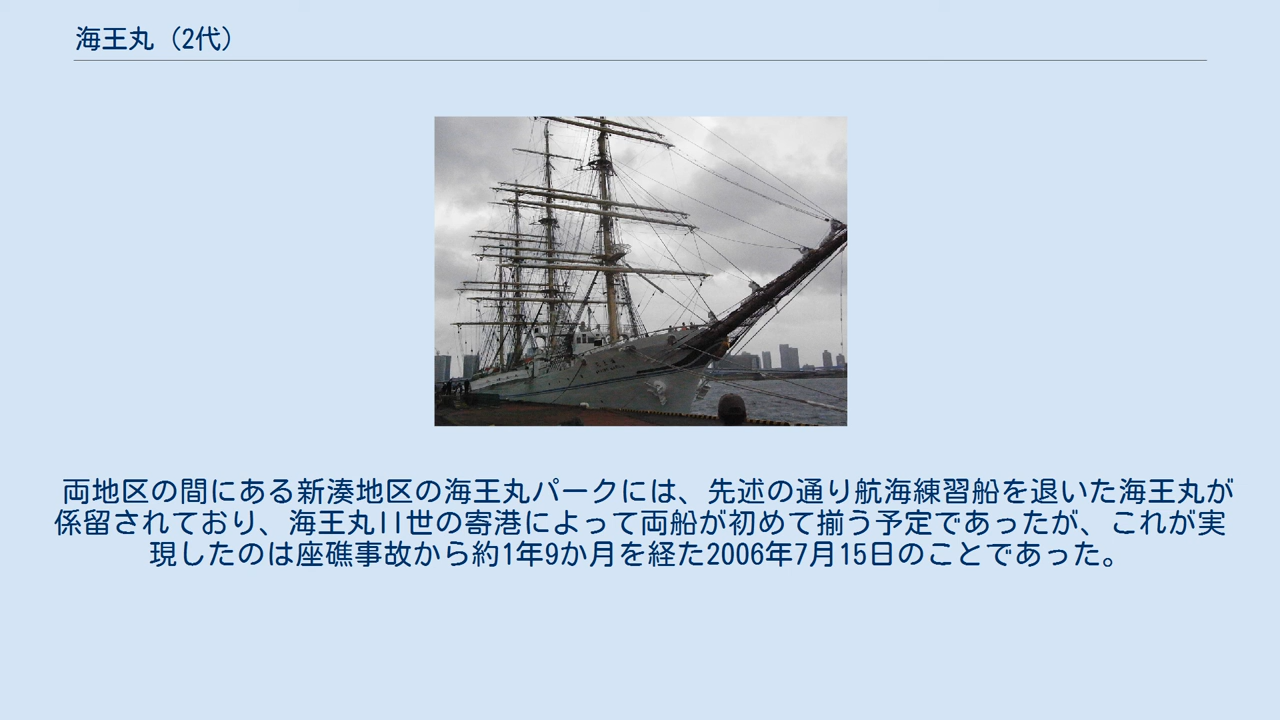 海王丸（2代）
両地区の間にある新湊地区の海王丸パークには、先述の通り航海練習船を退いた海王丸が
係留されており、海王丸II世の寄港によって両船が初めて揃う予定であったが、これが実
現したのは座礁事故から約1年9か月を経た2006年7月15日のことであった。